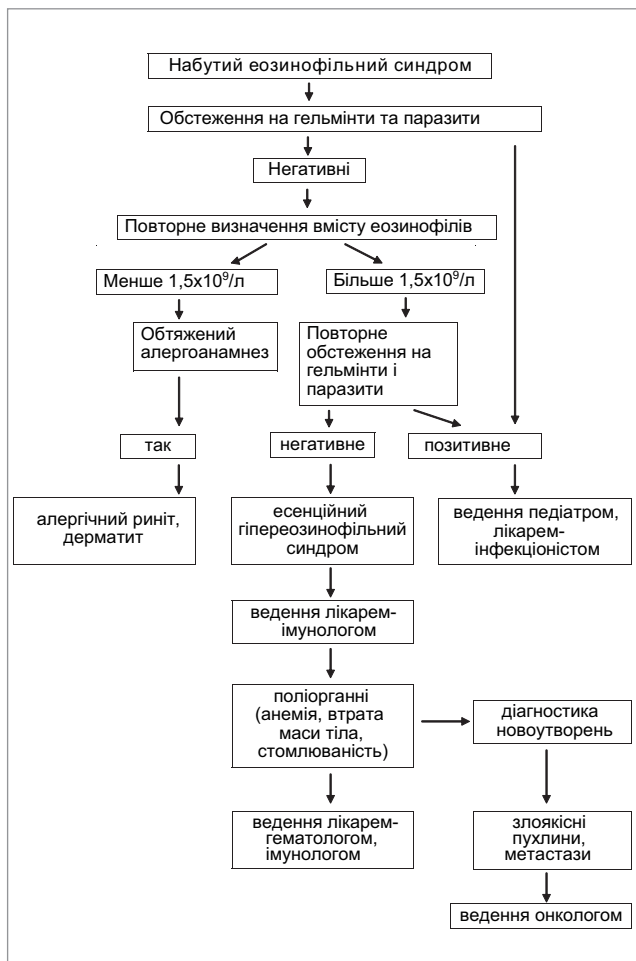 Набутий еозинофільний синдром
Обстеження на гельмінти та паразити
Негативні
Повторне визначення вмісту еозинофілів
Менше 1,5х10⁹/л
Більше 1,5х10⁹/л
Обтяжений
алергоанамнез
Повторне
обстеження на
гельмінти і
паразити
так
негативне
позитивне
алергічний риніт,
дерматит
есенційний
гіпереозинофільний
синдром
ведення педіатром,
лікарем-
інфекціоністом
ведення лікарем-
імунологом
поліорганні
(анемія, втрата
маси тіла,
стомлюваність)
діагностика
новоутворень
ведення лікарем-
гематологом,
імунологом
злоякісні
пухлини,
метастази
ведення онкологом